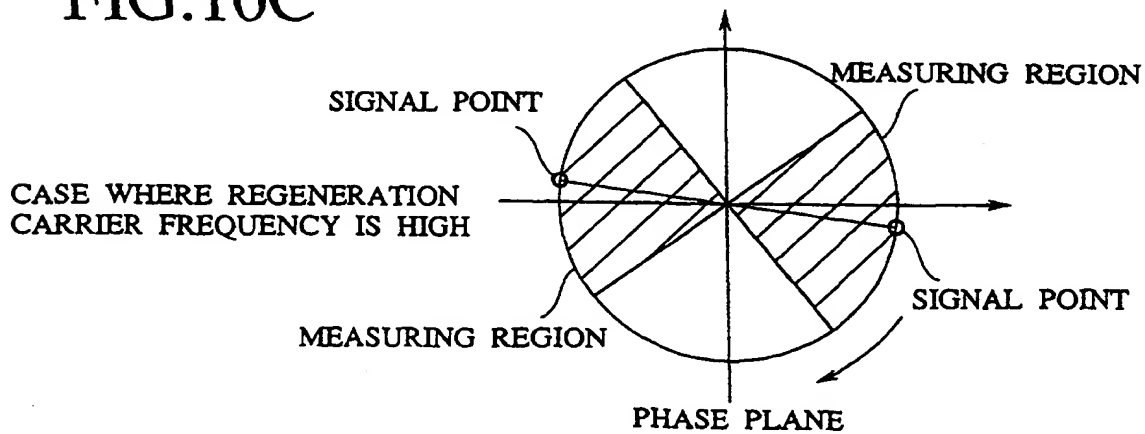 FIG.10C
MEASURING REGION
SIGNAL POINT
CASE WHERE REGENERATION
CARRIER FREQUENCY IS HIGH
SIGNAL POINT
MEASURING REGION
PHASE PLANE